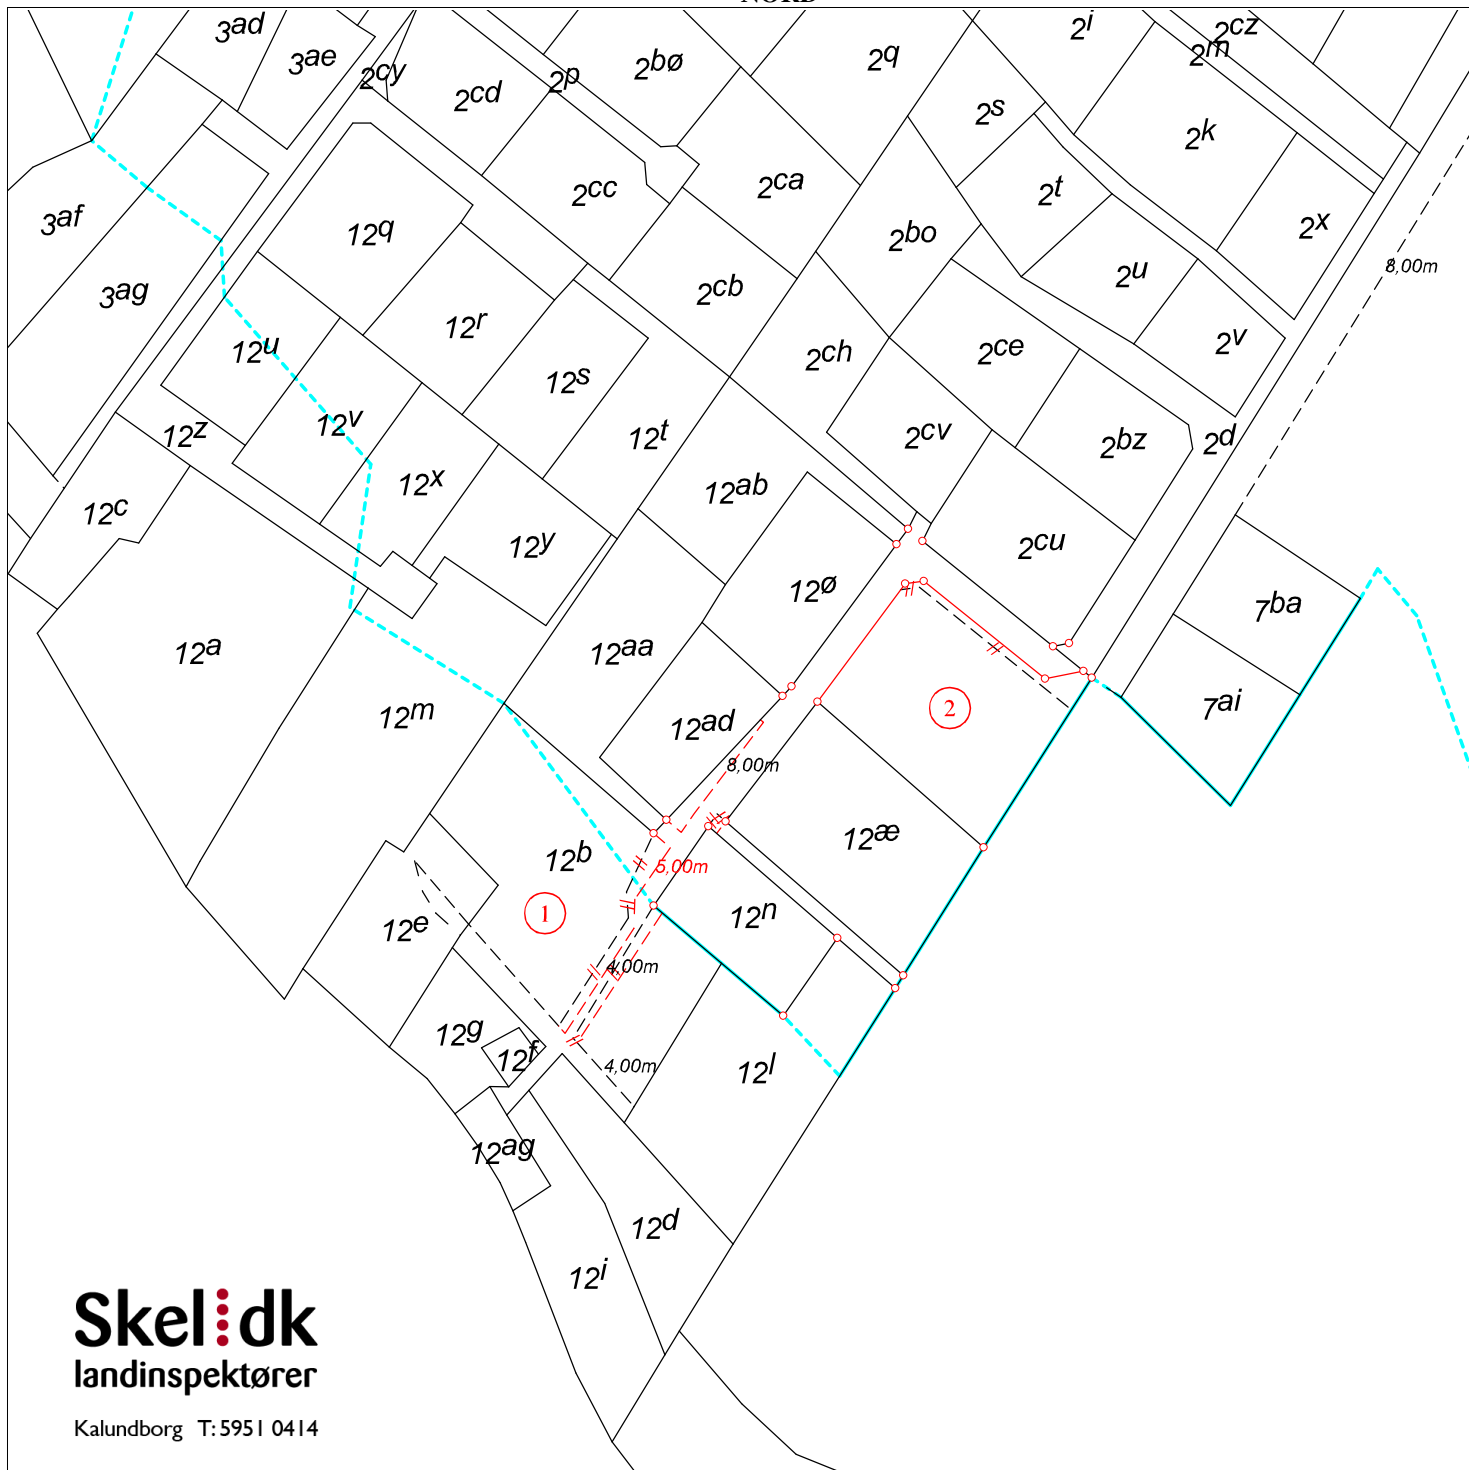 NORD
3ad
3ae
2cy
2cd
2p
2bø
2q
2i
2cz
2m
2s
2k
2cc
2ca
2t
2x
3af
12q
2bo
8,00m
2u
3ag
2cb
12r
2v
12u
2ch
2ce
12s
12v
12z
12t
2cv
2bz
2d
12x
12ab
12c
12y
2cu
12ø
7ba
12a
12aa
12m
12ad
2
7ai
8,00m
12æ
12b
5,00m
1
12n
12e
4,00m
12g
12f
4,00m
12l
12ag
12d
12i
Skel dk
landinspektører
Kalundborg T: 5951 0414